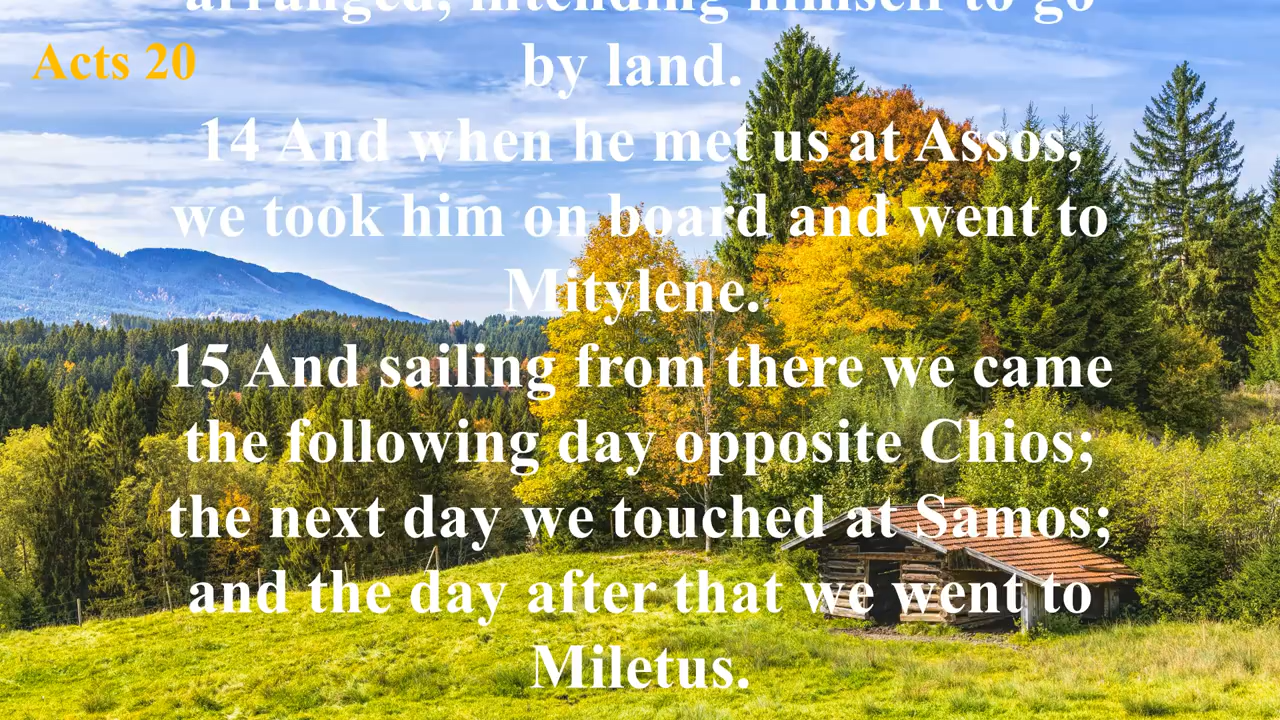 arranged, intending himself to go
Acts 20
by land.
14 And when he met us at Assos,
we took him on board and went to
Mitylene.
15 And sailing from there we came
the following day opposite Chios;
the next day we touched at Samos;
and the day after that we went to
Miletus.